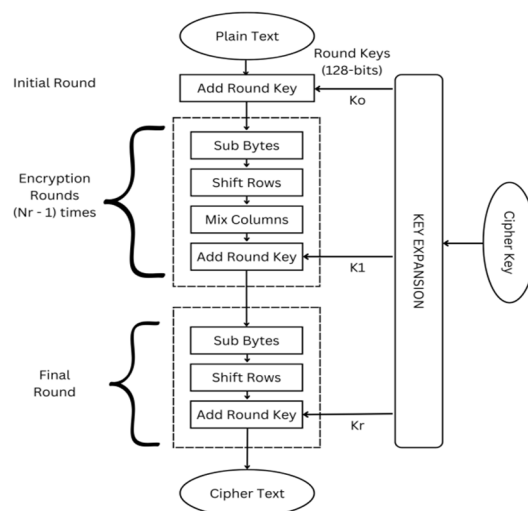 Plain Text
Round Keys
(128-bits)
Initial Round
Add Round Key
Ko
Sub Bytes
Encryption
Rounds
(Nr - 1) times
Shift Rows
Mix Columns
Add Round Key
K1
KEY EXPANSION
Cipher Key
Sub Bytes
Final
Round
Shift Rows
Add Round Key
Kr
Cipher Text